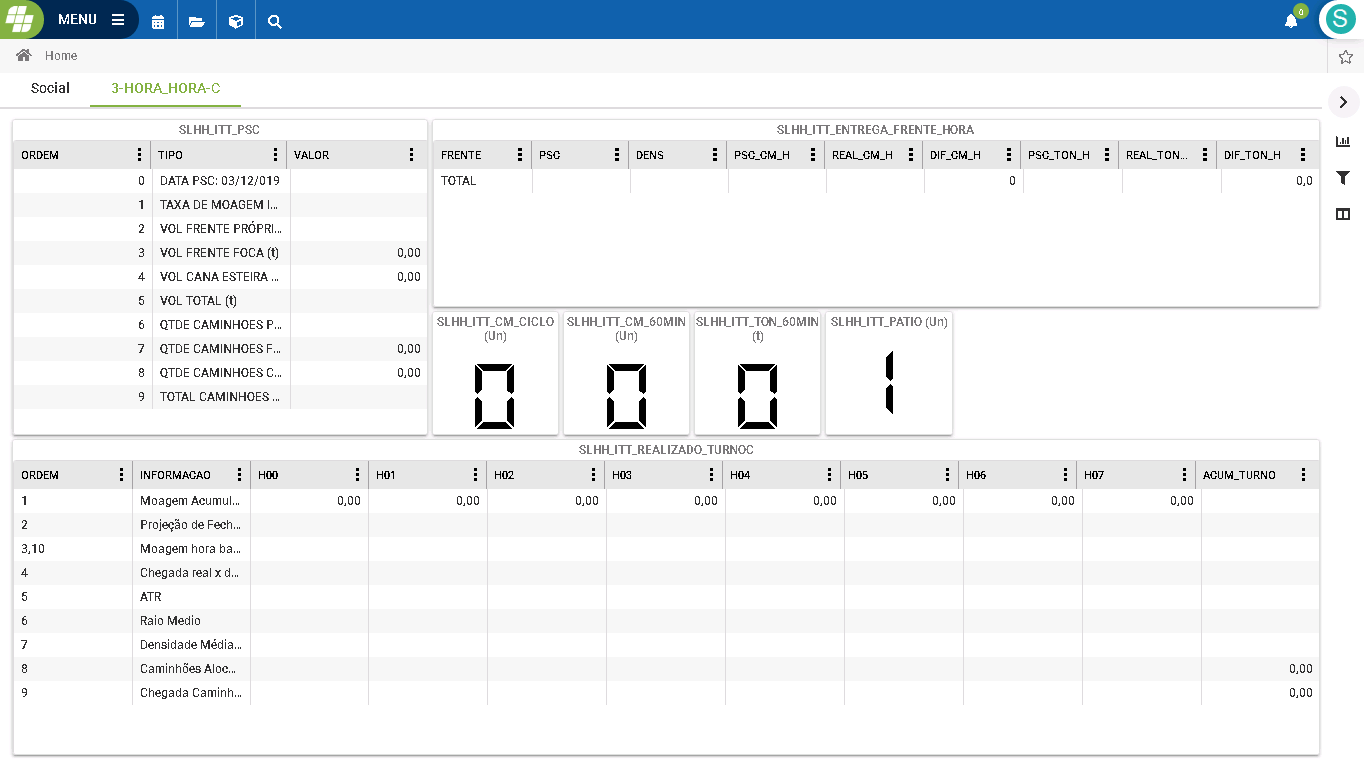 MENU
0
S
Home
Social 3-HORA_HORA-C
SLHH_ITT_PSC
ORDEM TIPO VALOR
0 DATA PSC: 03/12/019
1 TAXA DE MOAGEM I...
2 VOL FRENTE PRÓPRI...
3 VOL FRENTE FOCA (t) 0,00
4 VOL CANA ESTEIRA ... 0,00
5 VOL TOTAL (t)
6 QTDE CAMINHOES P...
7 QTDE CAMINHOES F... 0,00
8 QTDE CAMINHOES C... 0,00
9 TOTAL CAMINHOES ...
SLHH_ITT_ENTREGA_FRENTE_HORA
FRENTE PSC DENS PSC_CM_H REAL_CM_H DIF_CM_H PSC_TON_H REAL_TON... DIF_TON_H
TOTAL 0 0,0
SLHH_ITT_CM_CICLO
(Un)
0
SLHH_ITT_CM_60MIN
(Un)
0
SLHH_ITT_TON_60MIN
(t)
0
SLHH_ITT_PATIO (Un)
1
SLHH_ITT_REALIZADO_TURNOC
ORDEM INFORMACAO H00 H01 H02 H03 H04 H05 H06 H07 ACUM_TURNO
1 Moagem Acumul... 0,00 0,00 0,00 0,00 0,00 0,00 0,00 0,00
2 Projeção de Fech...
3,10 Moagem hora ba...
4 Chegada real x d...
5 ATR
6 Raio Medio
7 Densidade Média...
8 Caminhões Aloc... 0,00
9 Chegada Caminh... 0,00